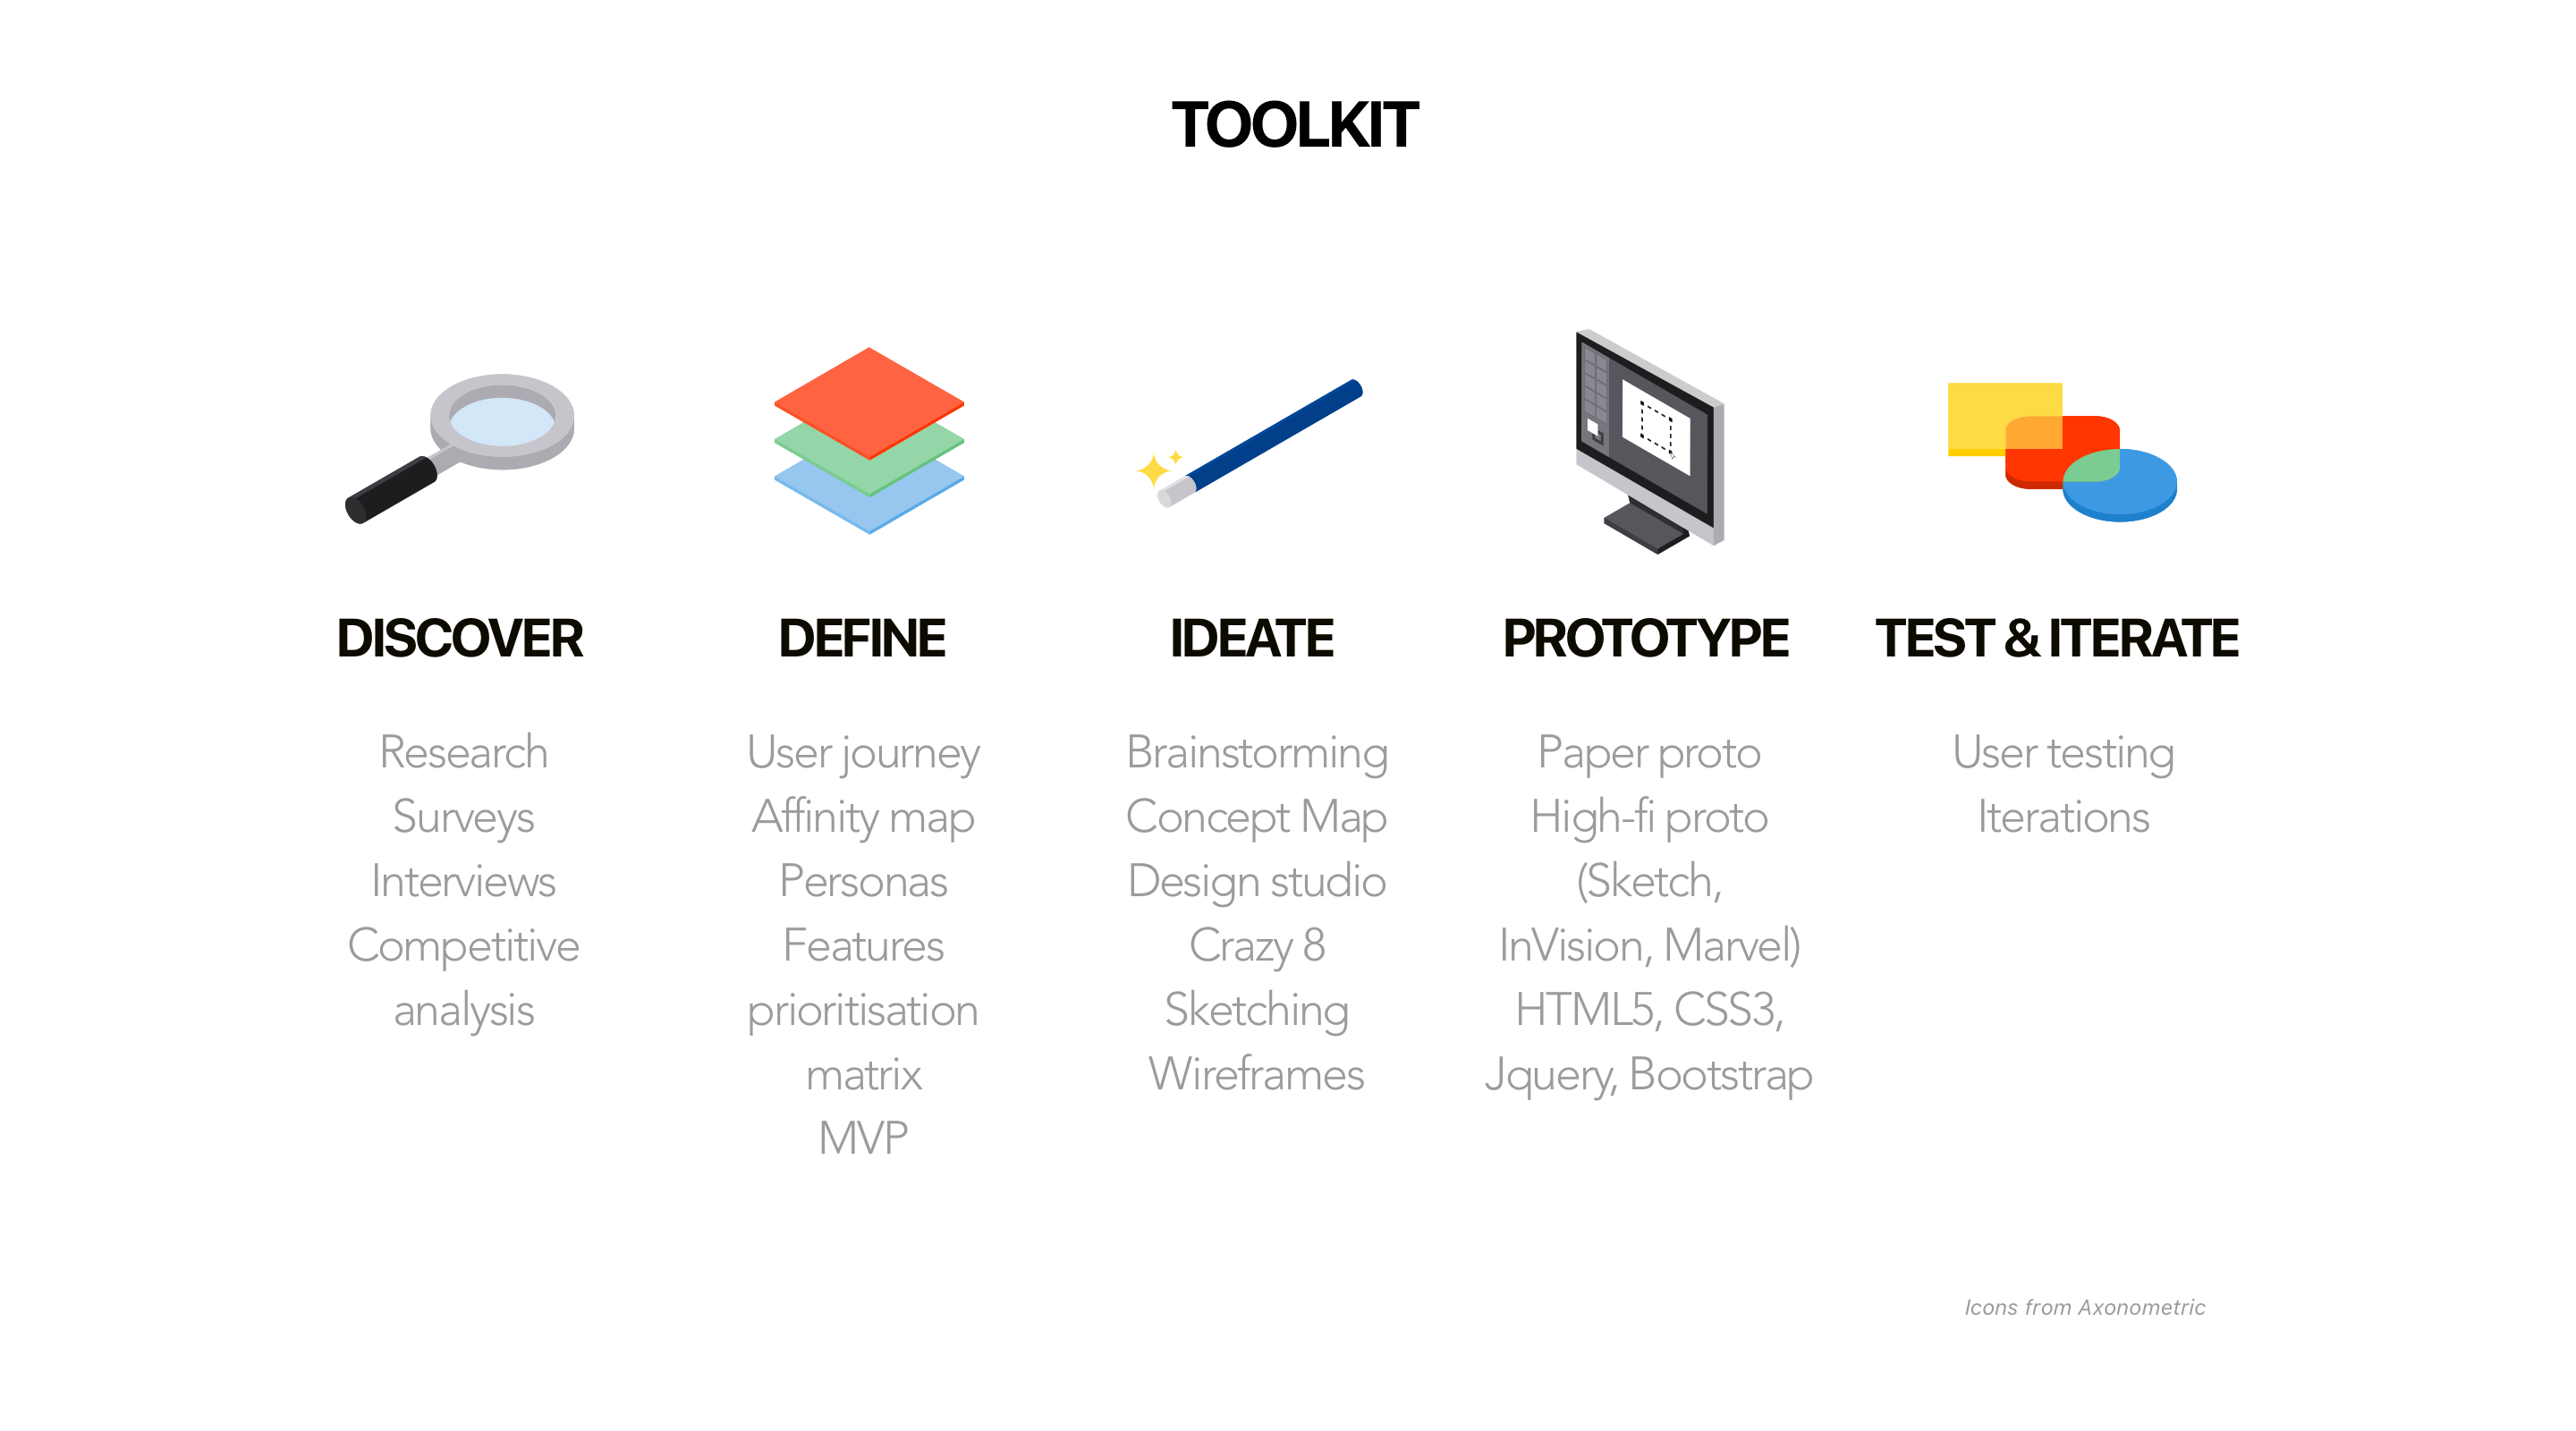 TOOLKIT
DISCOVER
Research
Surveys
Interviews
Competitive
analysis
DEFINE
User journey
Affinity map
Personas
Features
prioritisation
matrix
MVP
IDEATE
Brainstorming
Concept Map
Design studio
Crazy 8
Sketching
Wireframes
PROTOTYPE
Paper proto
High-fi proto
(Sketch,
InVision, Marvel)
HTML5, CSS3,
Jquery, Bootstrap
TEST & ITERATE
User testing
Iterations
Icons from Axonometric